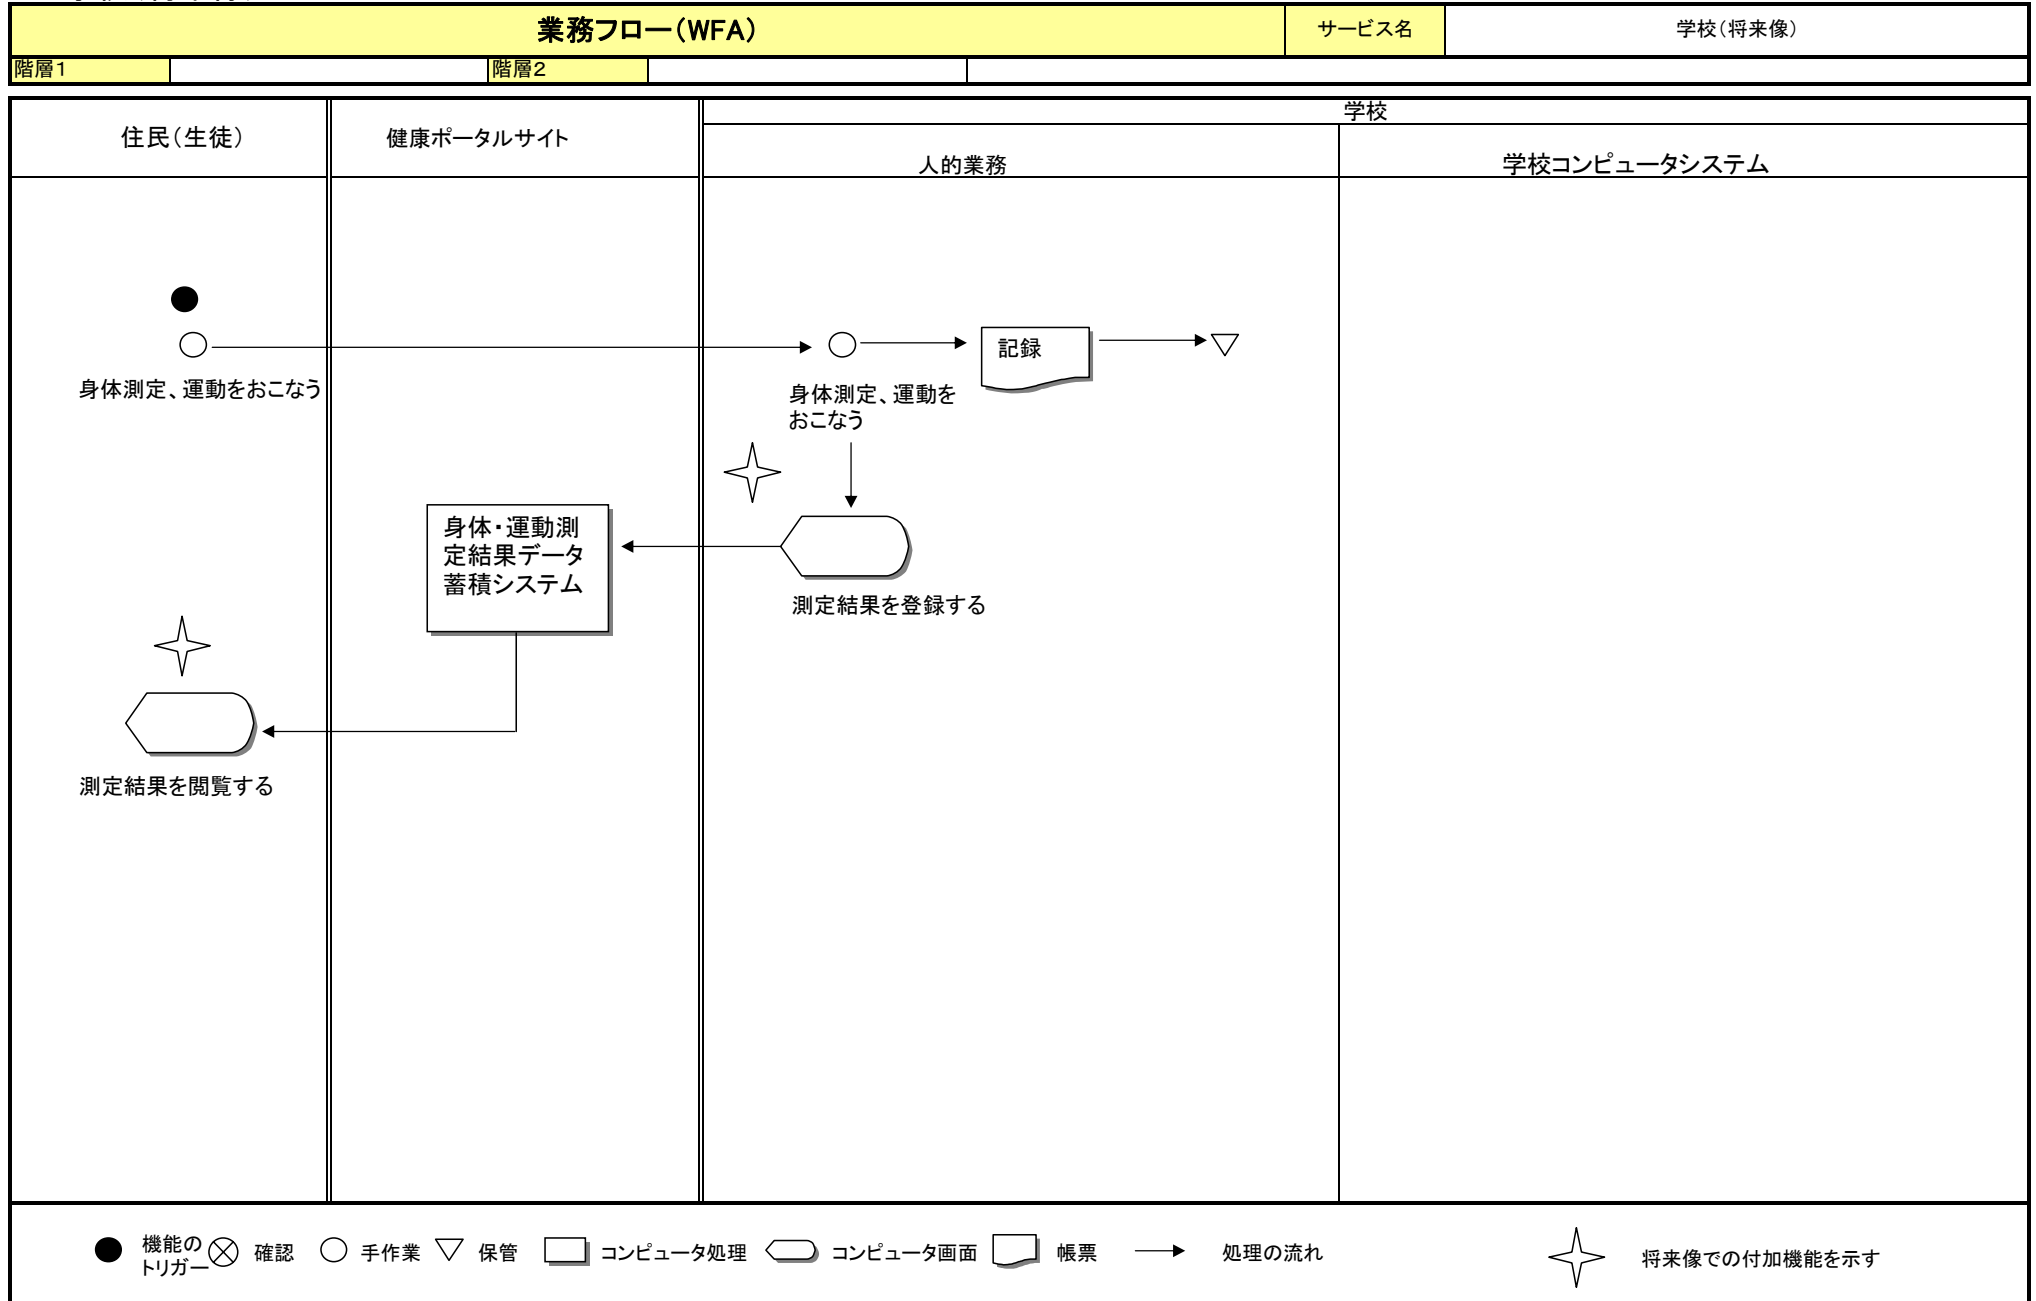 業務フロー(WFA)
サービス名
学校(将来像)
階層1
階層2
住民(生徒)
健康ポータルサイト
学校
人的業務
学校コンピュータシステム
記録
身体測定、運動をおこなう
身体測定、運動を
おこなう
身体・運動測
定結果データ
蓄積システム
測定結果を登録する
測定結果を閲覧する
機能の
トリガー
確認
手作業
保管
コンピュータ処理
コンピュータ画面
帳票
処理の流れ
将来像での付加機能を示す